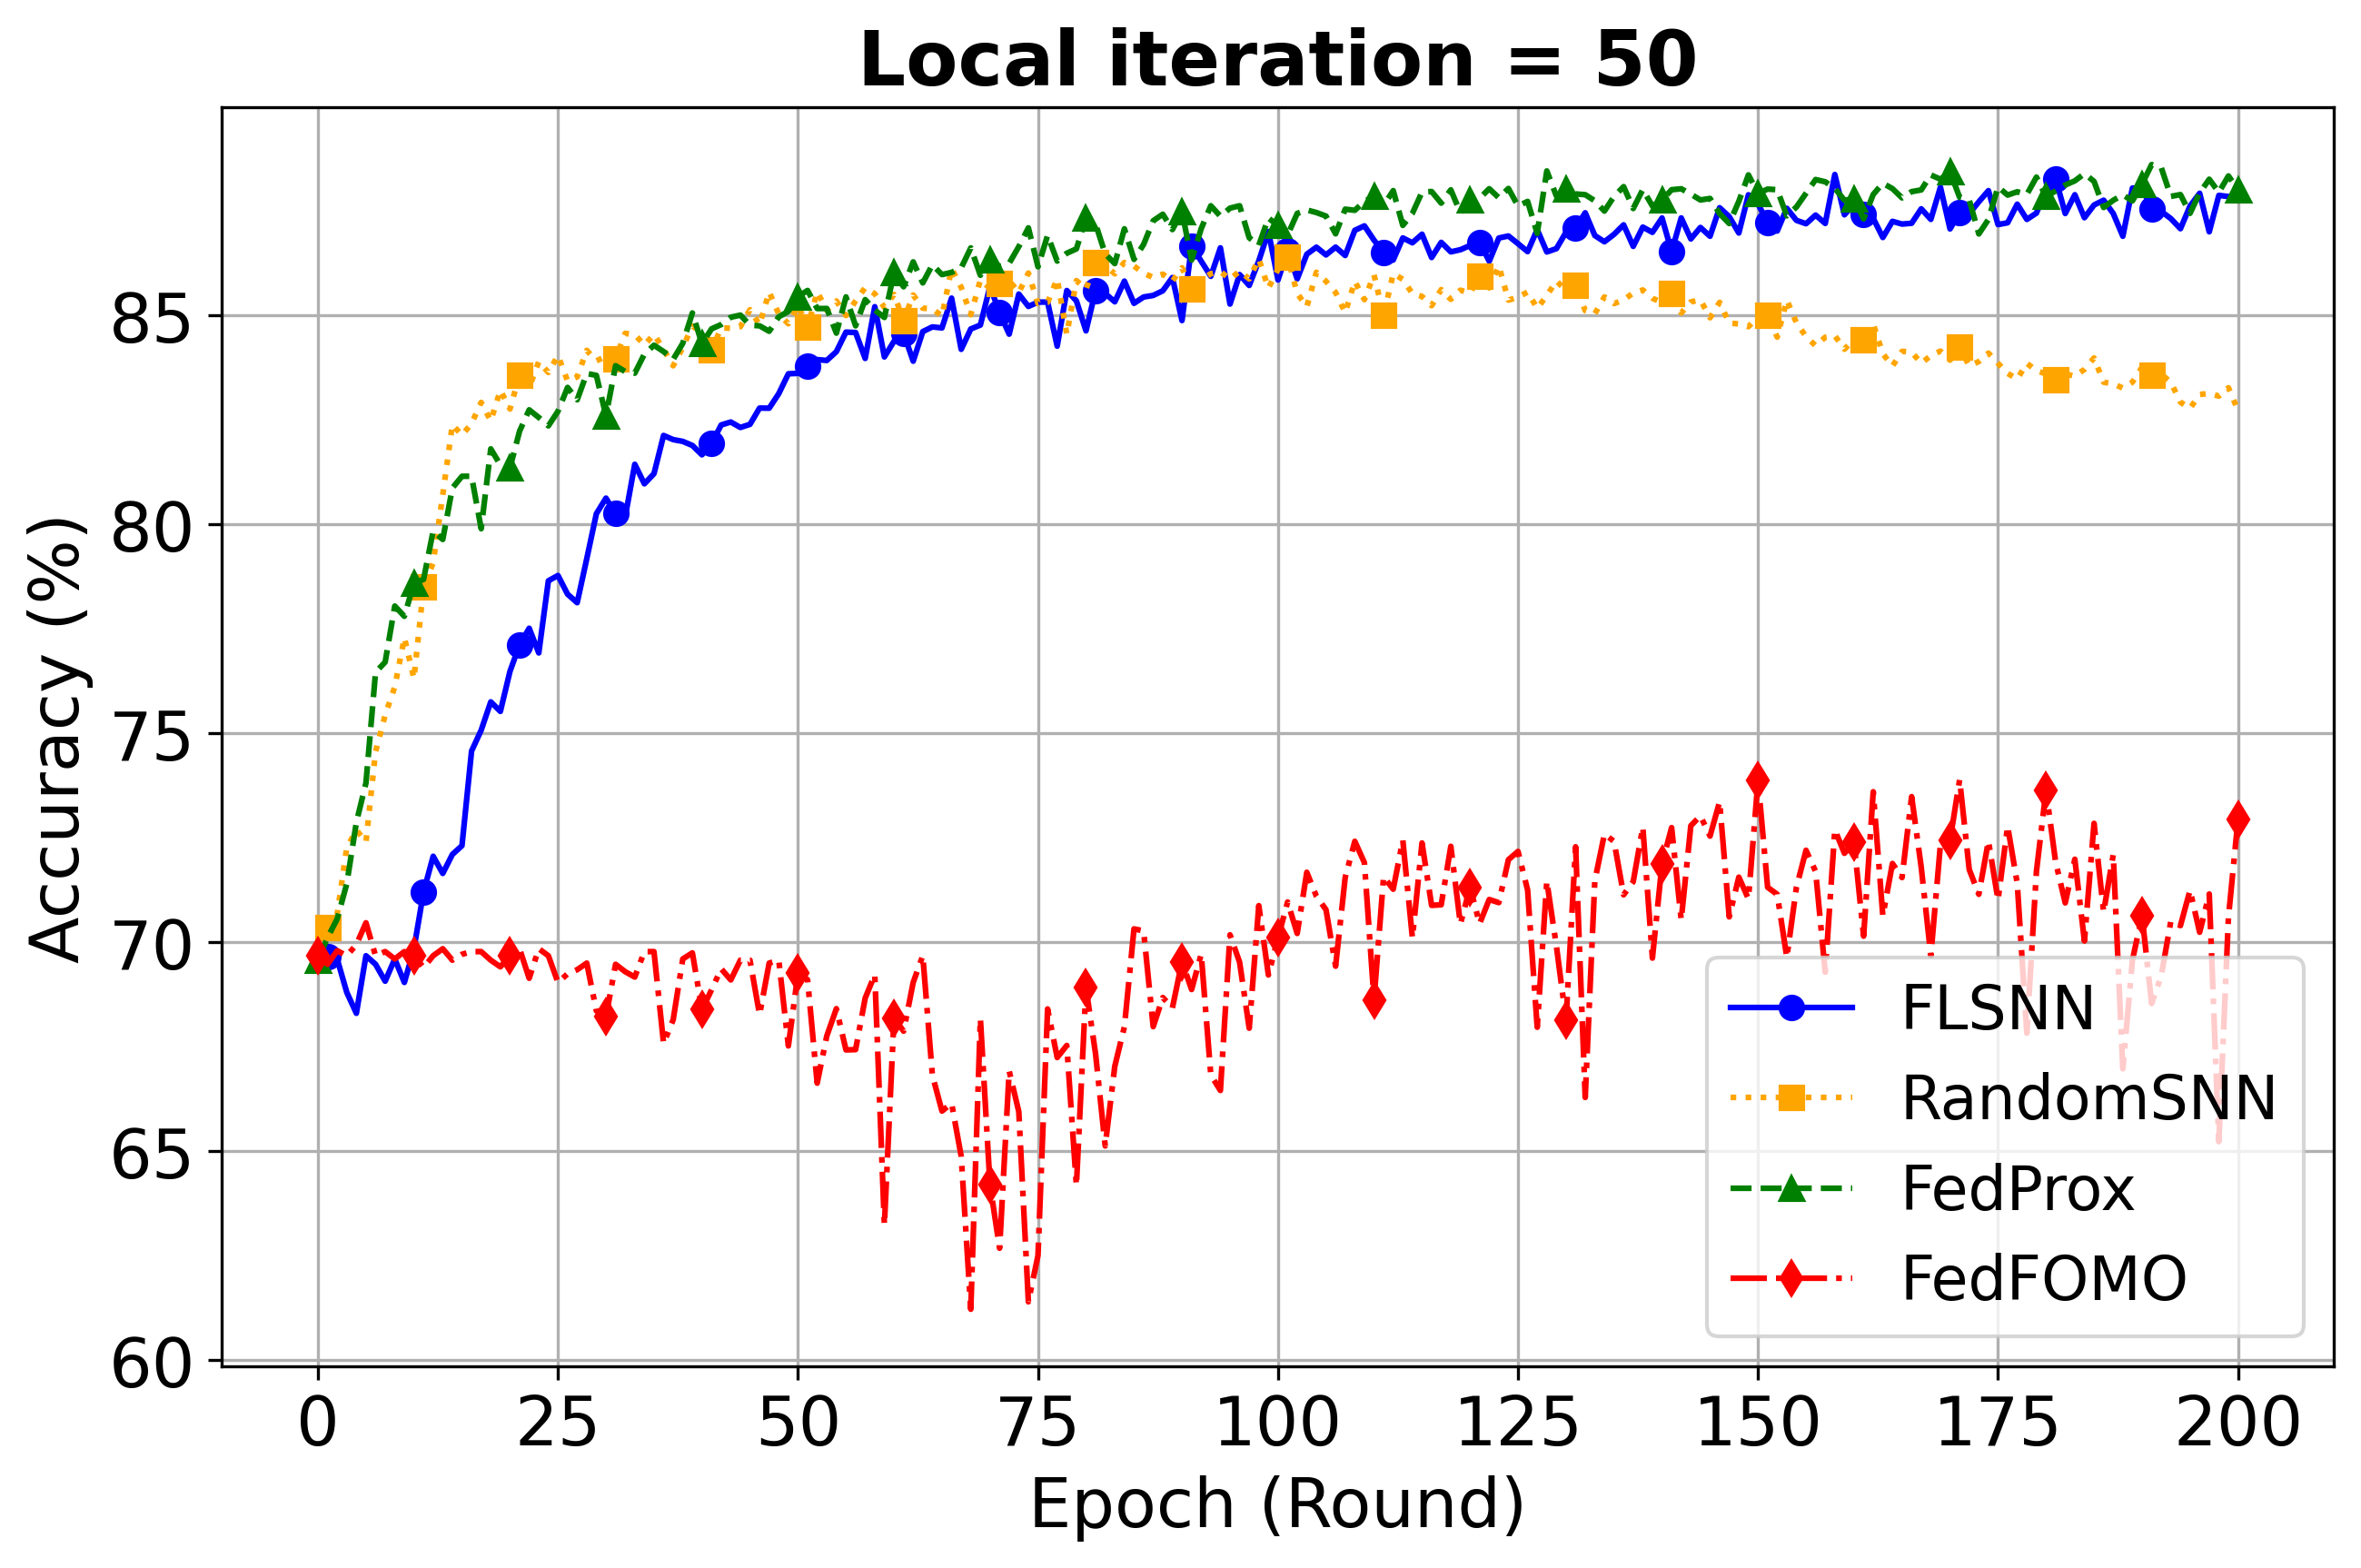 Local iteration = 50
Accuracy (%)
85
80
75
70
65
60
0 25 50 75 100 125 150 175 200
Epoch (Round)
FLSNN
RandomSNN
FedProx
FedFOMO